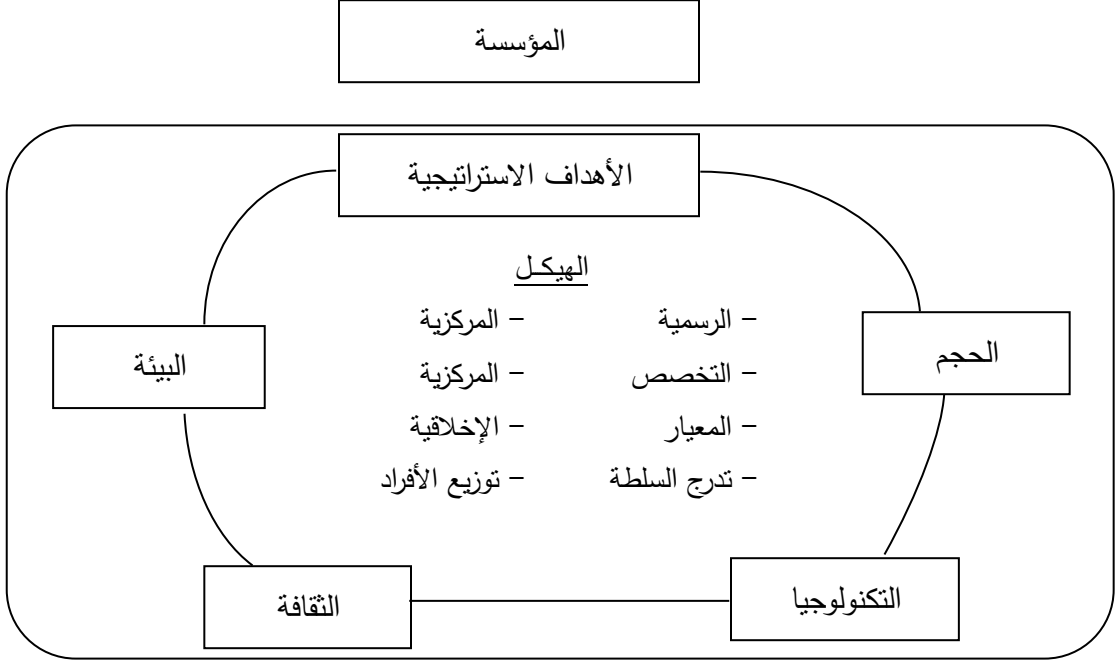 المؤسسة
الأهداف الاستراتيجية
الهيكل
– الرسمية – المركزية
الحجم
البيئة
– التخصص – المركزية
– المعيار – الإخلاقية
– تدرج السلطة – توزيع الأفراد
التكنولوجيا
الثقافة